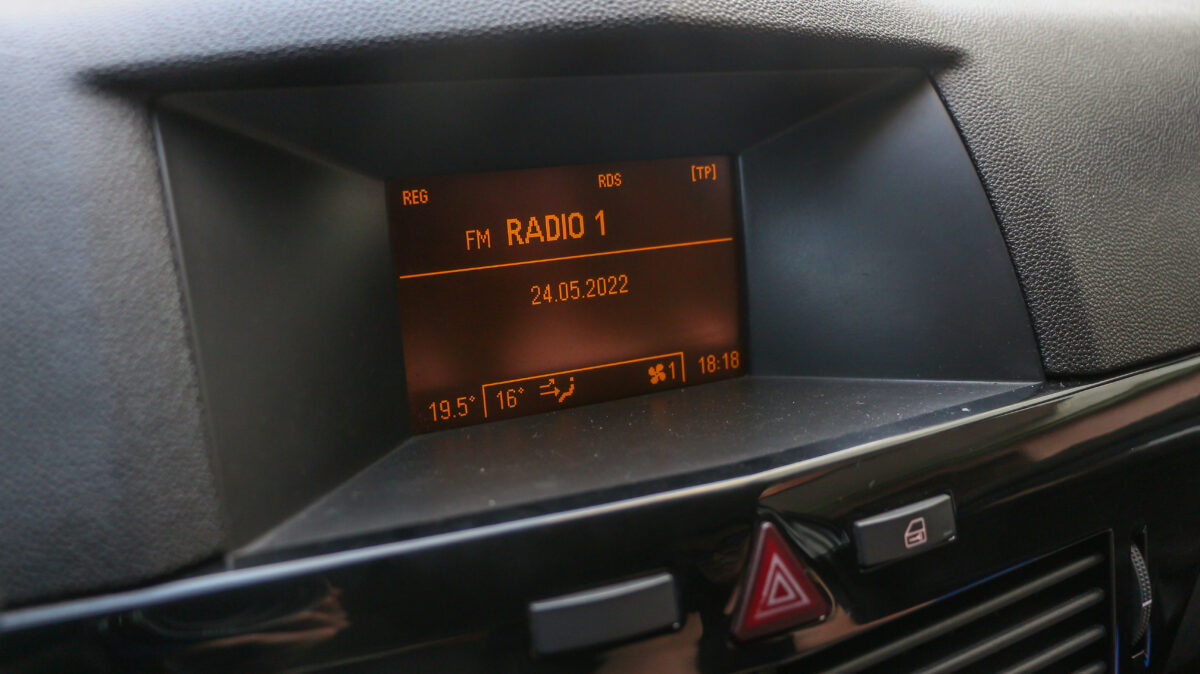 REG RDS [TP]
FM RADIO 1
24.05.2022
19.5° 16° 1 18:18